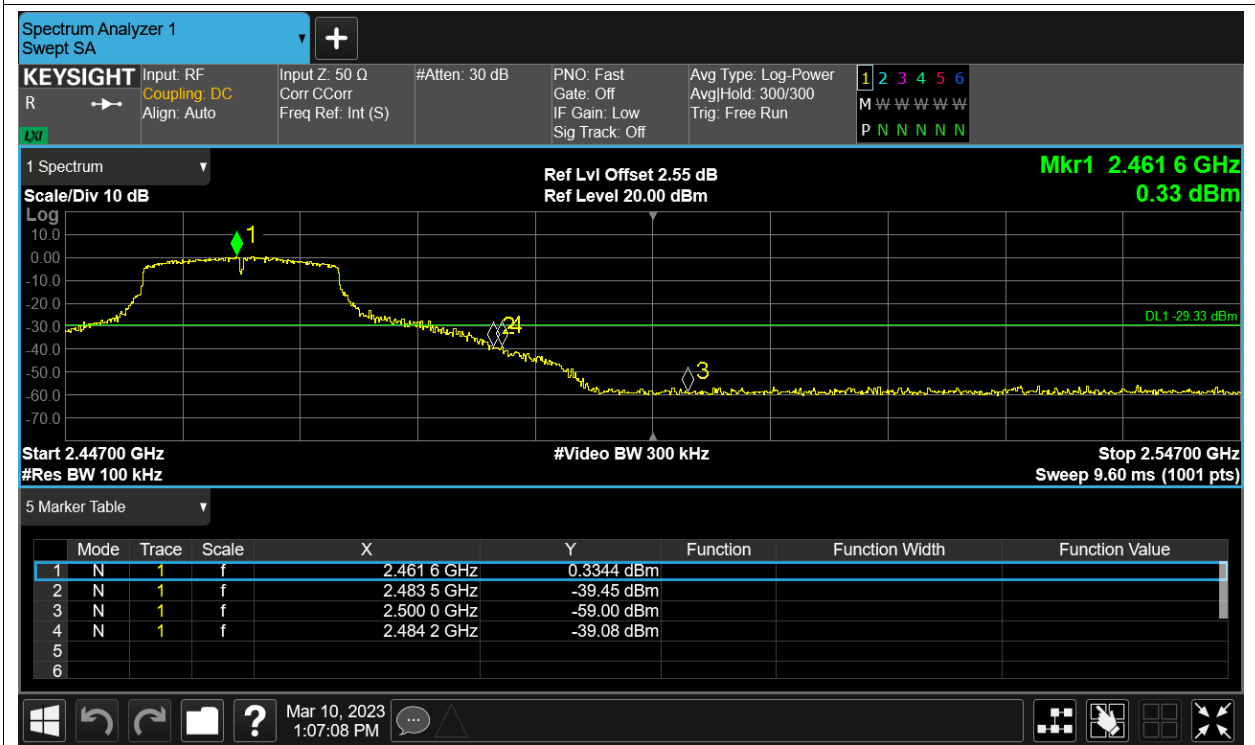 Spectrum Analyzer 1
Swept SA
KEYSIGHT
R
LXI
Input: RF
Coupling: DC
Align: Auto
Input Z: 50 Ω
Corr CCorr
Freq Ref: Int (S)
#Atten: 30 dB
PNO: Fast
Gate: Off
IF Gain: Low
Sig Track: Off
Avg Type: Log-Power
Avg|Hold: 300/300
Trig: Free Run
1 2 3 4 5 6
M W W W W W
P N N N N N
1 Spectrum
Scale/Div 10 dB
Ref Lvl Offset 2.55 dB
Ref Level 20.00 dBm
Mkr1 2.461 6 GHz
0.33 dBm
Log
10.0
0.00
-10.0
-20.0
-30.0
-40.0
-50.0
-60.0
-70.0
1
2
4
3
DL1 -29.33 dBm
Start 2.44700 GHz
#Res BW 100 kHz
#Video BW 300 kHz
Stop 2.54700 GHz
Sweep 9.60 ms (1001 pts)
5 Marker Table
Mode Trace Scale X Y Function Function Width Function Value
1 N 1 f 2.461 6 GHz 0.3344 dBm
2 N 1 f 2.483 5 GHz -39.45 dBm
3 N 1 f 2.500 0 GHz -59.00 dBm
4 N 1 f 2.484 2 GHz -39.08 dBm
5
6
?
Mar 10, 2023
1:07:08 PM